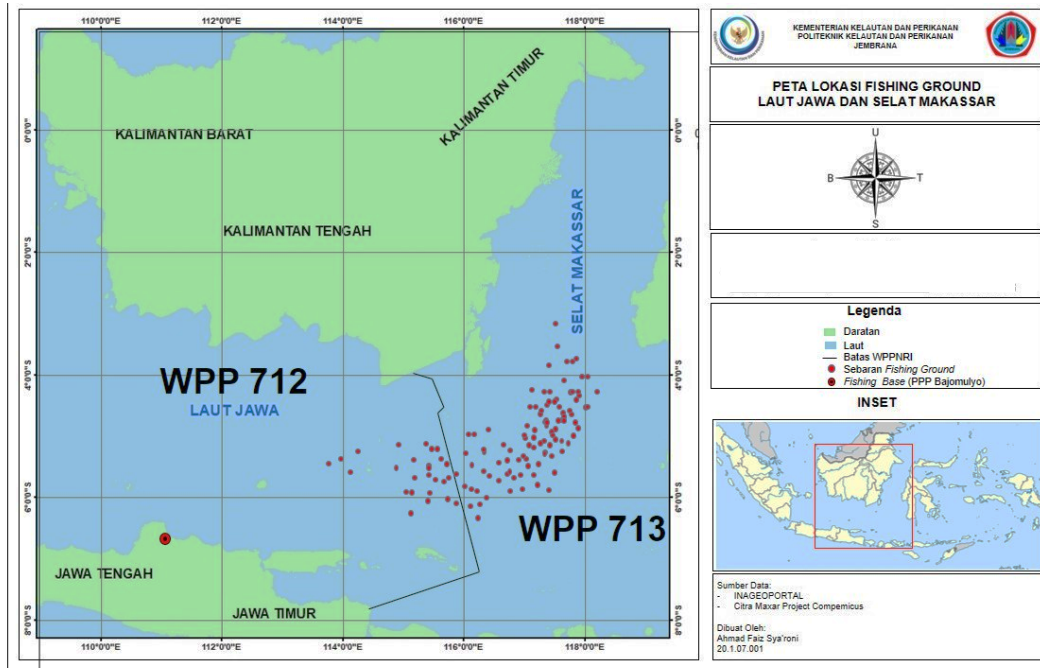 110°0'0"E 112°0'0"E 114°0'0"E 116°0'0"E 118°0'0"E
0°0'0"
2°0'0"S
4°0'0"S
6°0'0"S
8°0'0"S
KALIMANTAN BARAT
KALIMANTAN TIMUR
KALIMANTAN TENGAH
SELAT MAKASSAR
WPP 712
LAUT JAWA
WPP 713
JAWA TENGAH
JAWA TIMUR
0°0'0"
2°0'0"S
4°0'0"S
6°0'0"S
8°0'0"S
110°0'0"E 112°0'0"E 114°0'0"E 116°0'0"E 118°0'0"E
KEMENTERIAN KELAUTAN DAN PERIKANAN
POLITEKNIK KELAUTAN DAN PERIKANAN
JEMBRANA
PETA LOKASI FISHING GROUND
LAUT JAWA DAN SELAT MAKASSAR
U
B T
S
Legenda
Daratan
Laut
Batas WPPNRI
Sebaran Fishing Ground
Fishing Base (PPP Bajomulyo)
INSET
Sumber Data:
- INAGEOPORTAL
- Citra Maxar Project Compernicus
Dibuat Oleh:
Ahmad Faiz Sya'roni
20.1.07.001